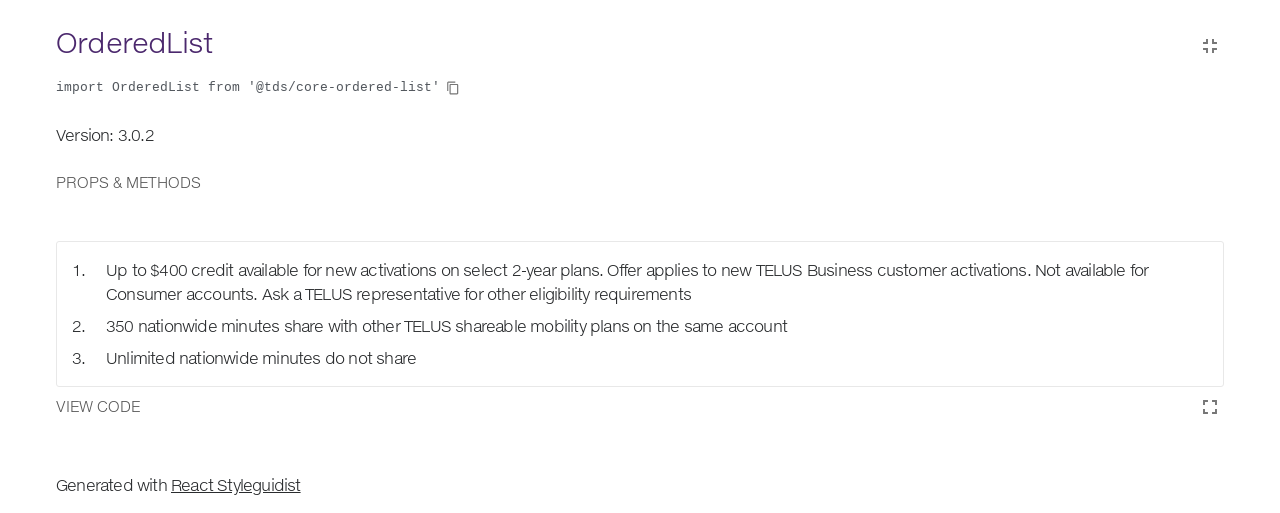 OrderedList
import OrderedList from '@tds/core-ordered-list'
Version: 3.0.2
PROPS & METHODS
1. Up to $400 credit available for new activations on select 2-year plans. Offer applies to new TELUS Business customer activations. Not available for
Consumer accounts. Ask a TELUS representative for other eligibility requirements
2. 350 nationwide minutes share with other TELUS shareable mobility plans on the same account
3. Unlimited nationwide minutes do not share
VIEW CODE
Generated with React Styleguidist